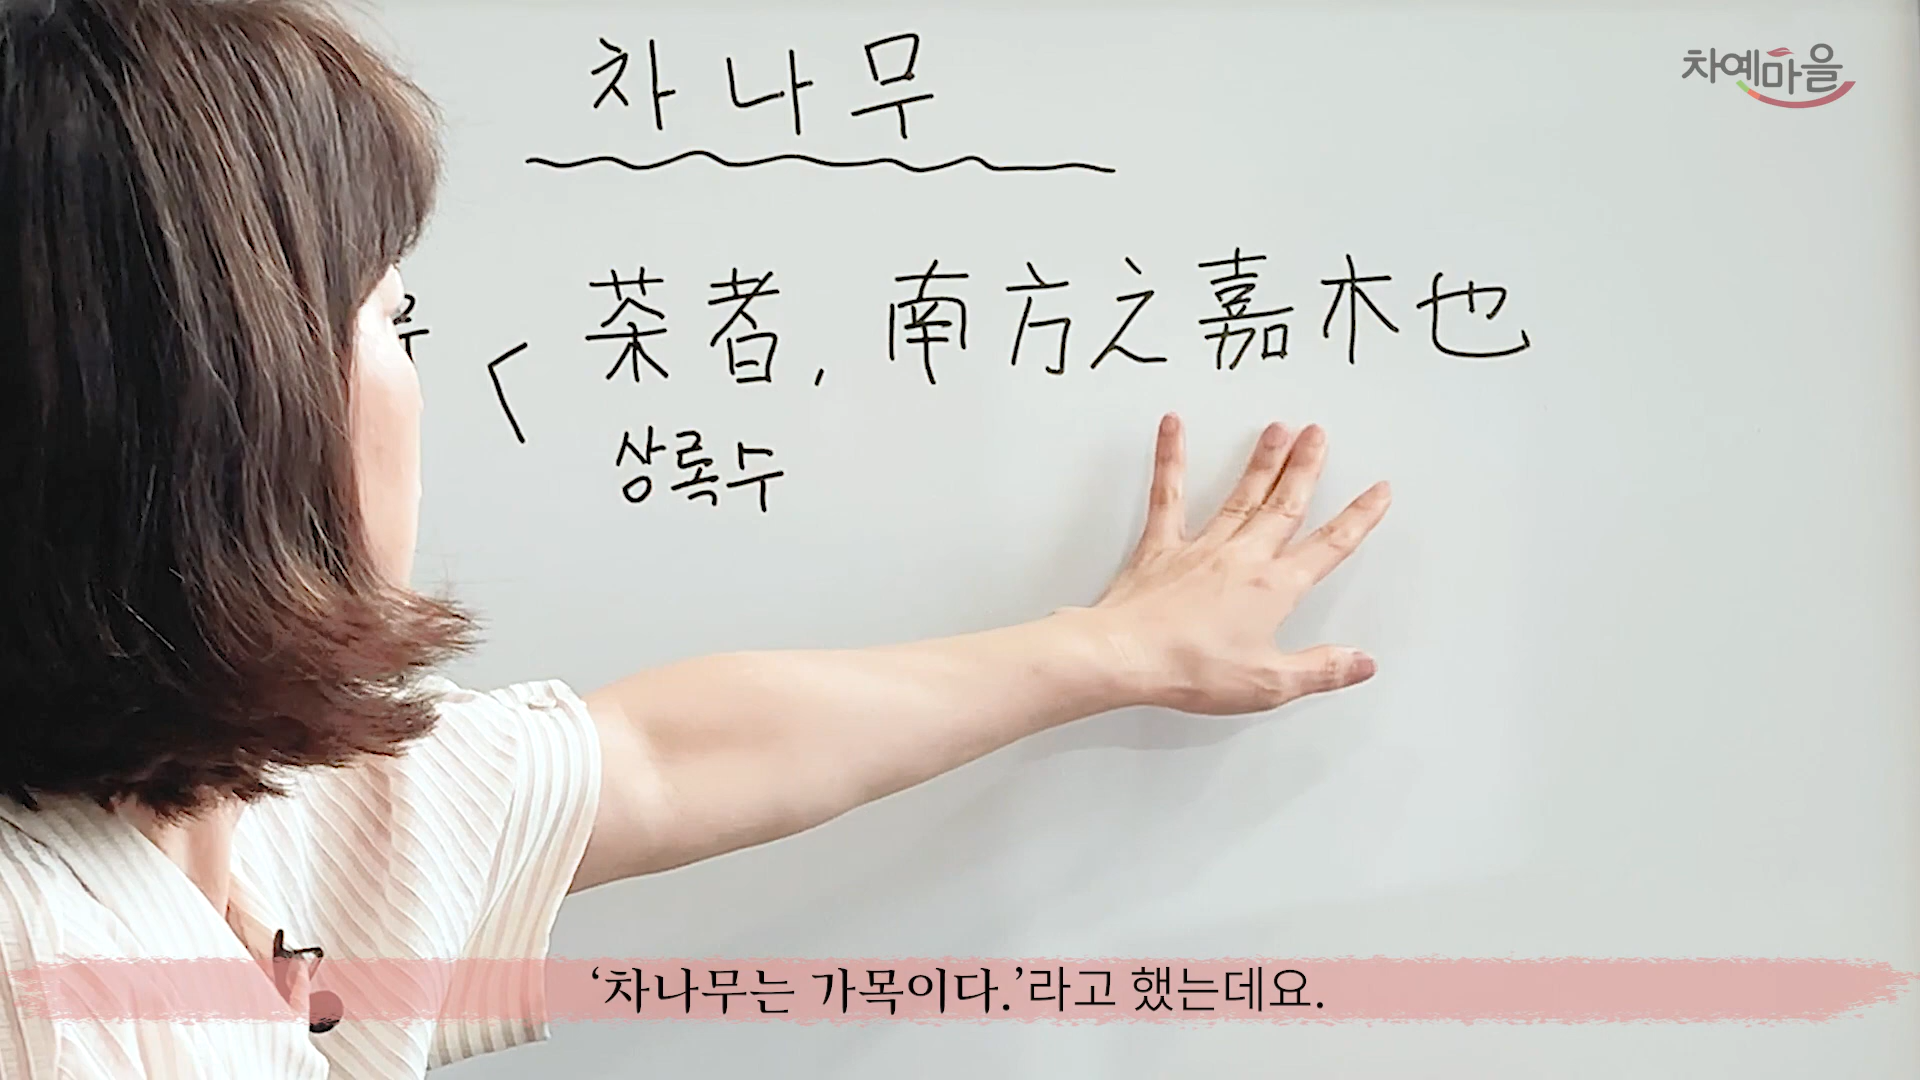 차나무
차예마을
茶者, 南方之嘉木也
상록수
‘차나무는 가목이다.’라고 했는데요.